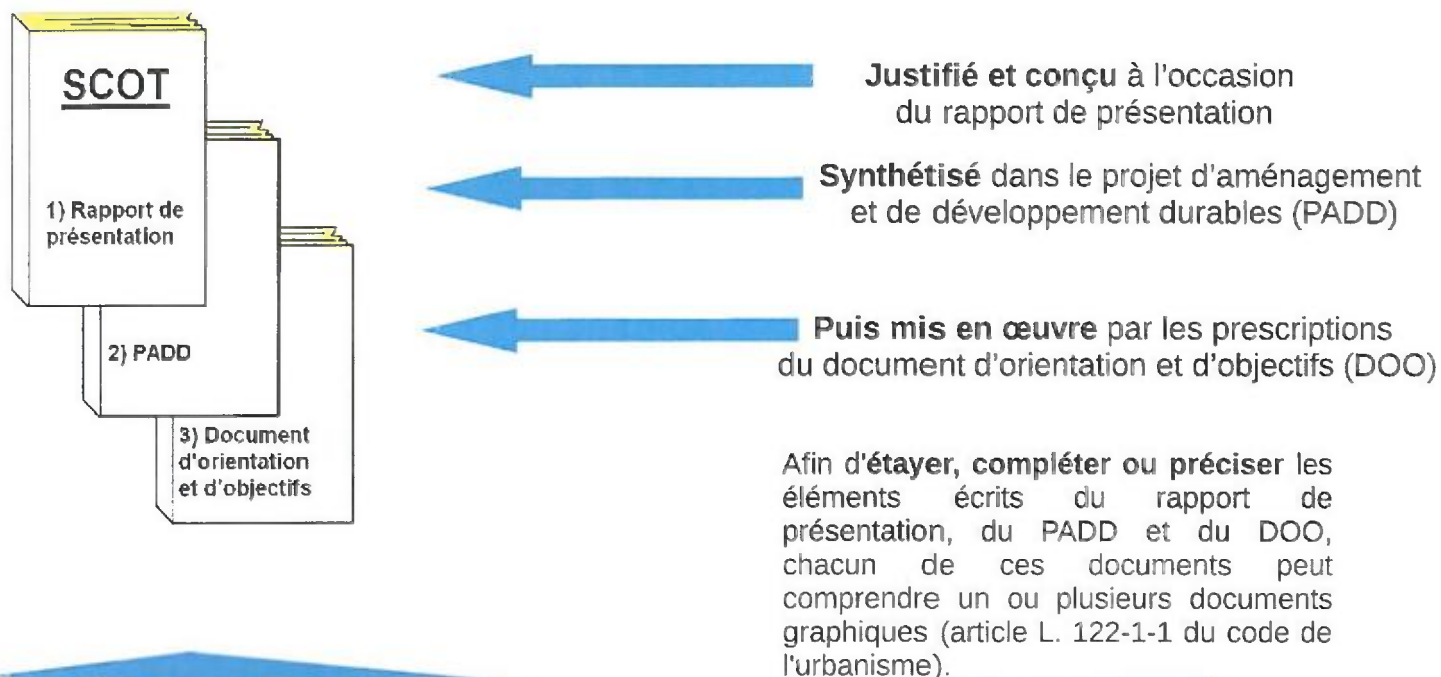 SCOT
1) Rapport de
présentation
2) PADD
3) Document
d'orientation
et d'objectifs
Justifié et conçu à l'occasion
du rapport de présentation
Synthétisé dans le projet d'aménagement
et de développement durables (PADD)
Puis mis en œuvre par les prescriptions
du document d'orientation et d'objectifs (DOO)
Afin d'étayer, compléter ou préciser les
éléments écrits du rapport de
présentation, du PADD et du DOO,
chacun de ces documents peut
comprendre un ou plusieurs documents
graphiques (article L. 122-1-1 du code de
l'urbanisme).